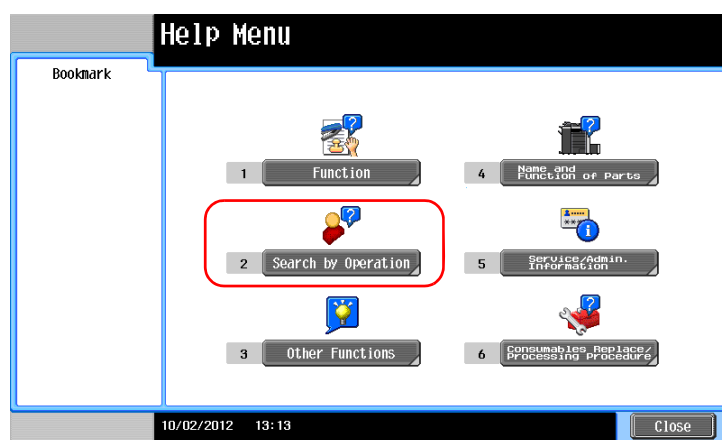 Help Menu
Bookmark
1 Function
4 Name and
Function of Parts
2 Search by Operation
5 Service/Admin.
Information
3 Other Functions
6 Consumables Replace/
Processing Procedure
10/02/2012 13:13
Close